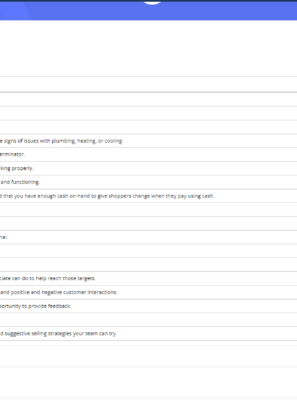 e signs of issues with plumbing, heating, or cooling.
erminator.
king properly.
and functioning.
d that you have enough cash on-hand to give shoppers change when they pay using cash.
nal.
ciate can do to help reach those targets.
and positive and negative customer interactions.
portunity to provide feedback.
d suggestive selling strategies your team can try.